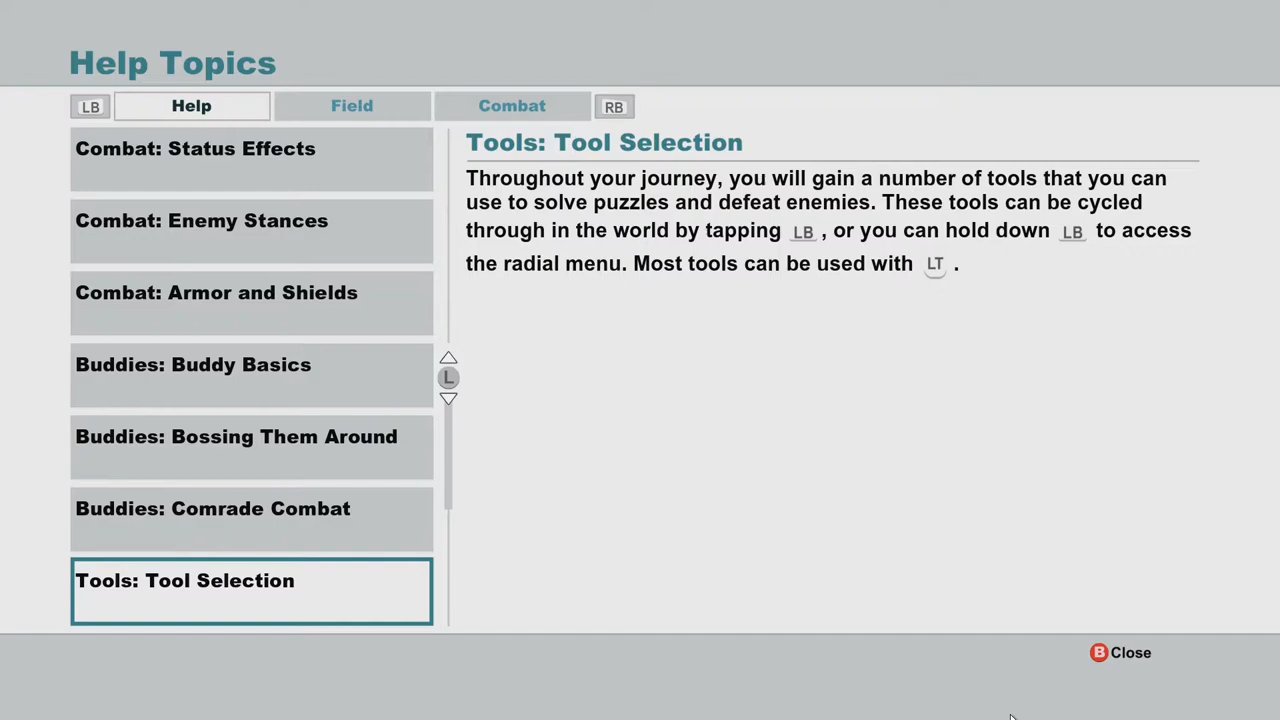 Help Topics
LB Help Field Combat RB
Combat: Status Effects
Combat: Enemy Stances
Combat: Armor and Shields
Buddies: Buddy Basics
Buddies: Bossing Them Around
Buddies: Comrade Combat
Tools: Tool Selection
L
Tools: Tool Selection
Throughout your journey, you will gain a number of tools that you can
use to solve puzzles and defeat enemies. These tools can be cycled
through in the world by tapping LB , or you can hold down LB to access
the radial menu. Most tools can be used with LT .
B Close